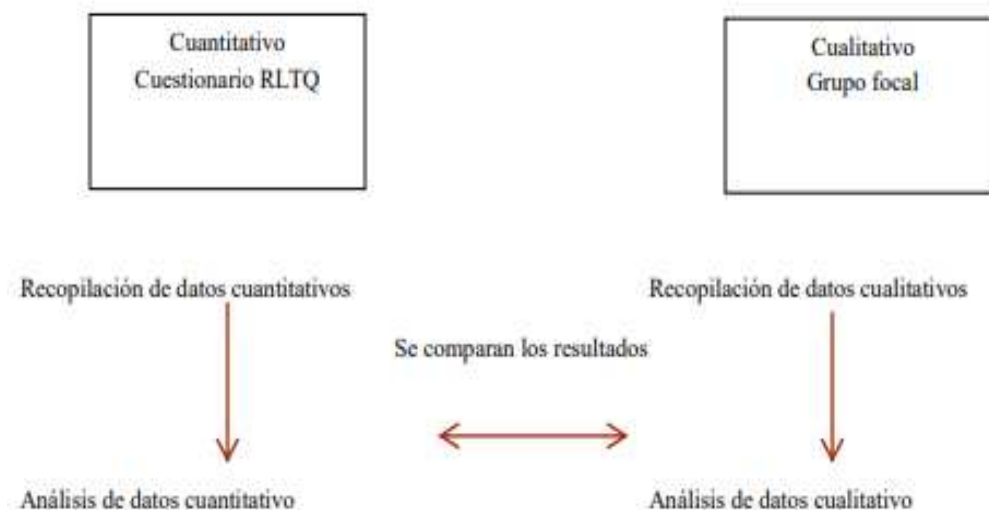 Cuantitativo
Cuestionario RLTQ
Cualitativo
Grupo focal
Recopilación de datos cuantitativos
Recopilación de datos cualitativos
Se comparan los resultados
Análisis de datos cuantitativo
Análisis de datos cualitativo